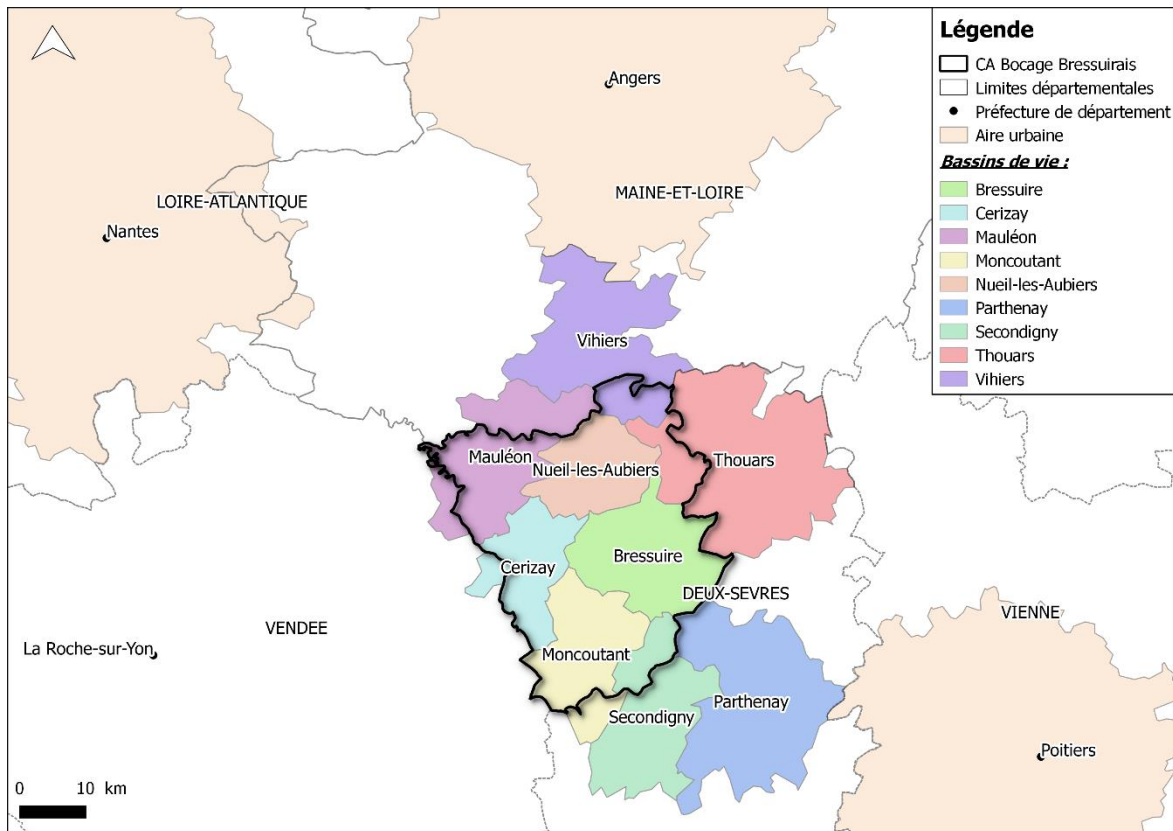 Légende
CA Bocage Bressuirais
Limites départementales
Préfecture de département
Aire urbaine
Bassins de vie :
Bressuire
Cerizay
Mauléon
Moncoutant
Nueil-les-Aubiers
Parthenay
Secondigny
Thouars
Vihiers
Angers
MAINE-ET-LOIRE
LOIRE-ATLANTIQUE
Nantes
Vihiers
Mauléon
Nueil-les-Aubiers
Thouars
Bressuire
Cerizay
DEUX-SEVRES
VIENNE
VENDEE
La Roche-sur-Yon
Moncoutant
Parthenay
Secondigny
Poitiers
0 10 km